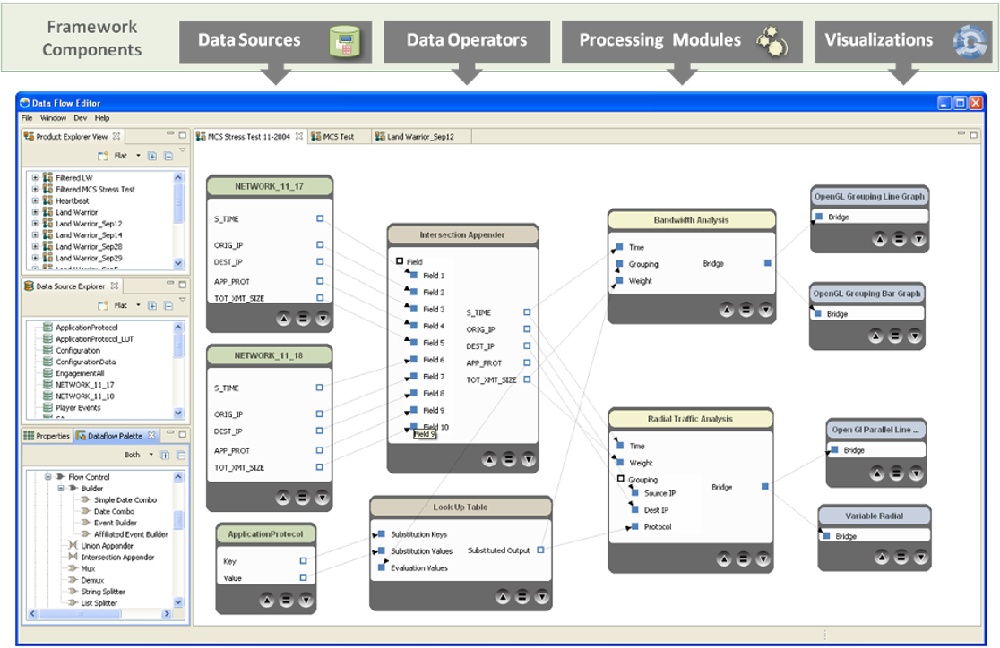 Framework
Components
Data Sources
Data Operators
Processing Modules
Visualizations
Data Flow Editor
File Window Dev Help
Product Explorer View
Flat
Filtered LW
Filtered MCS Stress Test
Heartbeat
Land Warrior
Land Warrior_Sep12
Land Warrior_Sep14
Land Warrior_Sep28
Land Warrior_Sep29
Data Source Explorer
Flat
ApplicationProtocol
ApplicationProtocol_LUT
Configuration
ConfigurationData
EngagementAll
NETWORK_11_17
NETWORK_11_18
Player Events
Properties Dataflow Palette
Both
Flow Control
Builder
Simple Date Combo
Date Combo
Event Builder
Affiliated Event Builder
Union Appender
Intersection Appender
Mux
Demux
String Splitter
List Splitter
MCS Stress Test 11-2004
MCS Test
Land Warrior_Sep12
NETWORK_11_17
S_TIME
ORIG_IP
DEST_IP
APP_PROT
TOT_XMT_SIZE
NETWORK_11_18
S_TIME
ORIG_IP
DEST_IP
APP_PROT
TOT_XMT_SIZE
ApplicationProtocol
Key
Value
Intersection Appender
Field
Field 1
Field 2
Field 3
Field 4
Field 5
Field 6
Field 7
Field 8
Field 9
Field 10
Field 9
S_TIME
ORIG_IP
DEST_IP
APP_PROT
TOT_XMT_SIZE
Look Up Table
Substitution Keys
Substitution Values
Evaluation Values
Substituted Output
Bandwidth Analysis
Time
Grouping
Weight
Bridge
Radial Traffic Analysis
Time
Weight
Grouping
Source IP
Dest IP
Protocol
Bridge
OpenGL Grouping Line Graph
Bridge
OpenGL Grouping Bar Graph
Bridge
Open Gl Parallel Line ...
Bridge
Variable Radial
Bridge